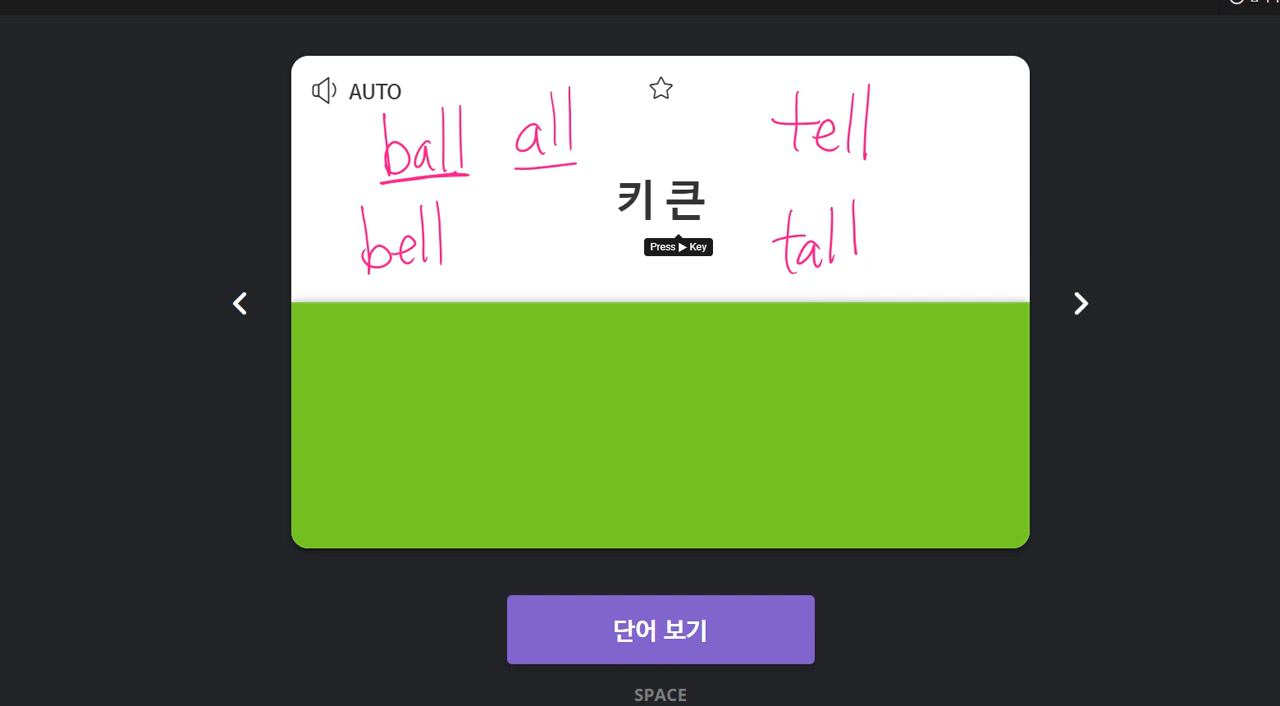 AUTO
ball all tell
키 큰
Press ▶ Key
bell tall
단어 보기
SPACE